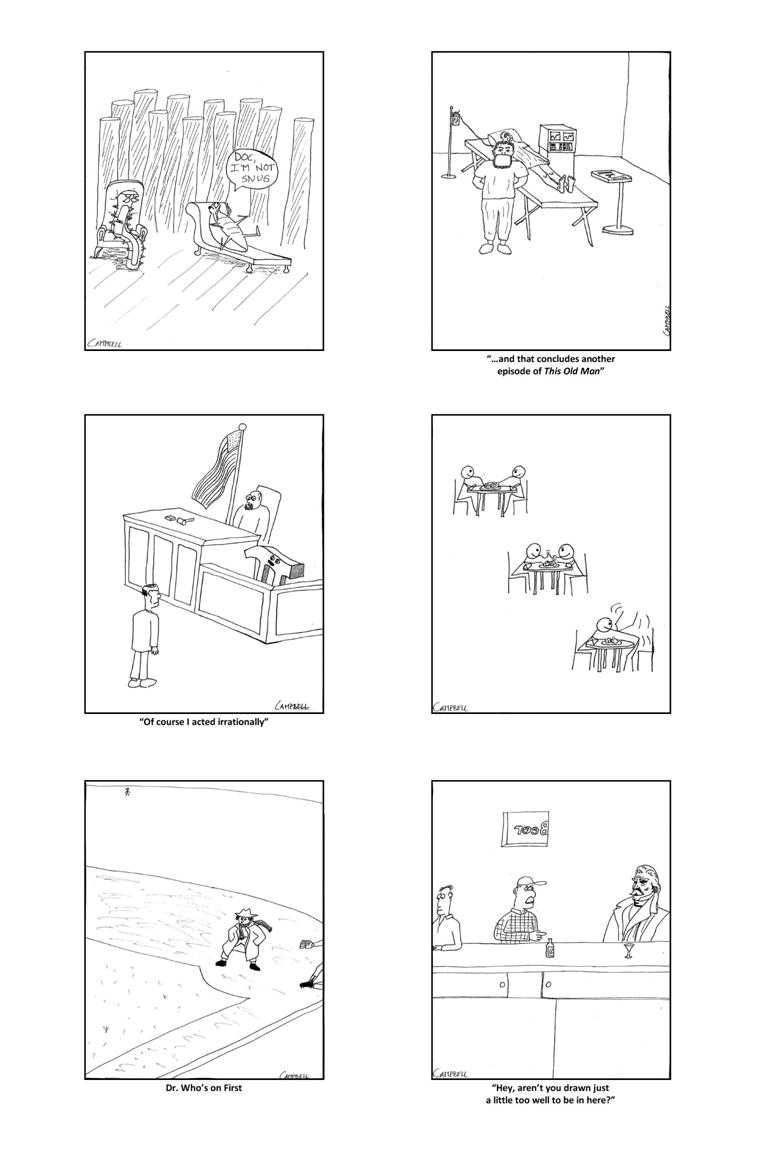 DOC,
I'M NOT
SNUG
CAMPBELL
CAMPBELL
“…and that concludes another
episode of This Old Man”
CAMPBELL
“Of course I acted irrationally”
CAMPBELL
CAMPBELL
Dr. Who's on First
Beer
CAMPBELL
“Hey, aren't you drawn just
a little too well to be in here?”